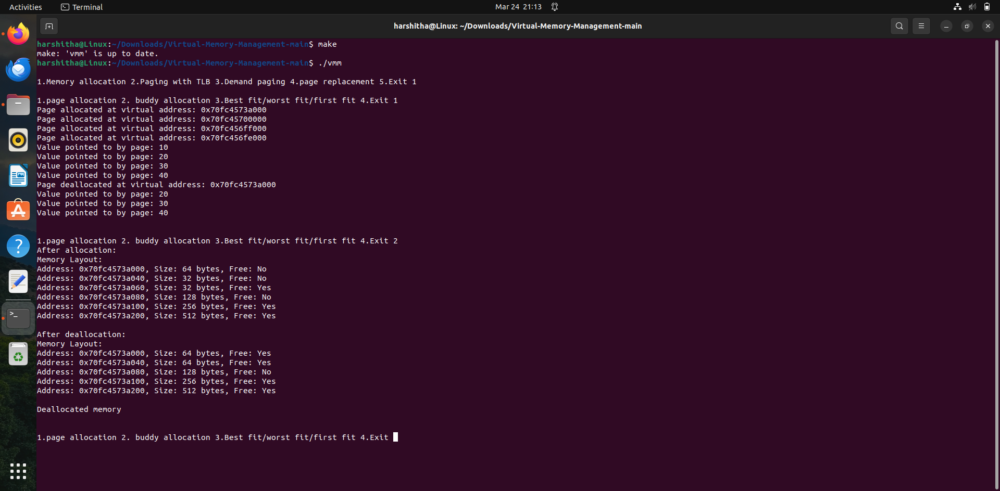 Activities
Terminal
Mar 24 21:13
harshitha@Linux: ~/Downloads/Virtual-Memory-Management-main
harshitha@Linux:~/Downloads/Virtual-Memory-Management-main$ make
make: 'vmm' is up to date.
harshitha@Linux:~/Downloads/Virtual-Memory-Management-main$ ./vmm
1.Memory allocation 2.Paging with TLB 3.Demand paging 4.page replacement 5.Exit 1
1.page allocation 2. buddy allocation 3.Best fit/worst fit/first fit 4.Exit 1
Page allocated at virtual address: 0x70fc4573a000
Page allocated at virtual address: 0x70fc45700000
Page allocated at virtual address: 0x70fc456ff000
Page allocated at virtual address: 0x70fc456fe000
Value pointed to by page: 10
Value pointed to by page: 20
Value pointed to by page: 30
Value pointed to by page: 40
Page deallocated at virtual address: 0x70fc4573a000
Value pointed to by page: 20
Value pointed to by page: 30
Value pointed to by page: 40
1.page allocation 2. buddy allocation 3.Best fit/worst fit/first fit 4.Exit 2
After allocation:
Memory Layout:
Address: 0x70fc4573a000, Size: 64 bytes, Free: No
Address: 0x70fc4573a040, Size: 32 bytes, Free: No
Address: 0x70fc4573a060, Size: 32 bytes, Free: Yes
Address: 0x70fc4573a080, Size: 128 bytes, Free: No
Address: 0x70fc4573a100, Size: 256 bytes, Free: Yes
Address: 0x70fc4573a200, Size: 512 bytes, Free: Yes
After deallocation:
Memory Layout:
Address: 0x70fc4573a000, Size: 64 bytes, Free: Yes
Address: 0x70fc4573a040, Size: 64 bytes, Free: Yes
Address: 0x70fc4573a080, Size: 128 bytes, Free: No
Address: 0x70fc4573a100, Size: 256 bytes, Free: Yes
Address: 0x70fc4573a200, Size: 512 bytes, Free: Yes
Deallocated memory
1.page allocation 2. buddy allocation 3.Best fit/worst fit/first fit 4.Exit